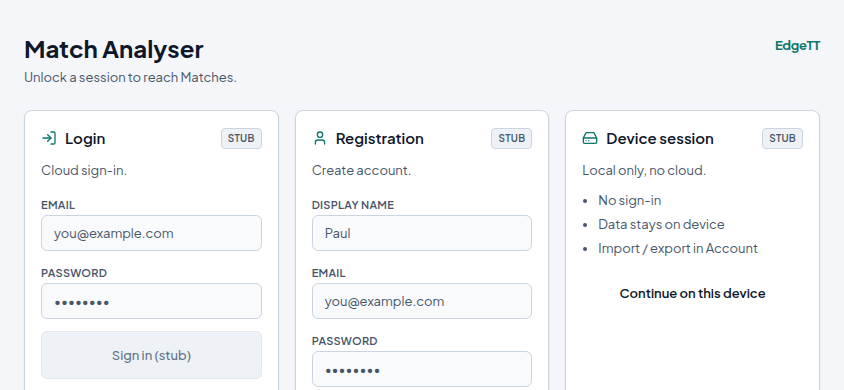 Match Analyser
EdgeTT
Unlock a session to reach Matches.
Login
STUB
Cloud sign-in.
EMAIL
you@example.com
PASSWORD
••••••••
Sign in (stub)
Registration
STUB
Create account.
DISPLAY NAME
Paul
EMAIL
you@example.com
PASSWORD
••••••••
Device session
STUB
Local only, no cloud.
• No sign-in
• Data stays on device
• Import / export in Account
Continue on this device